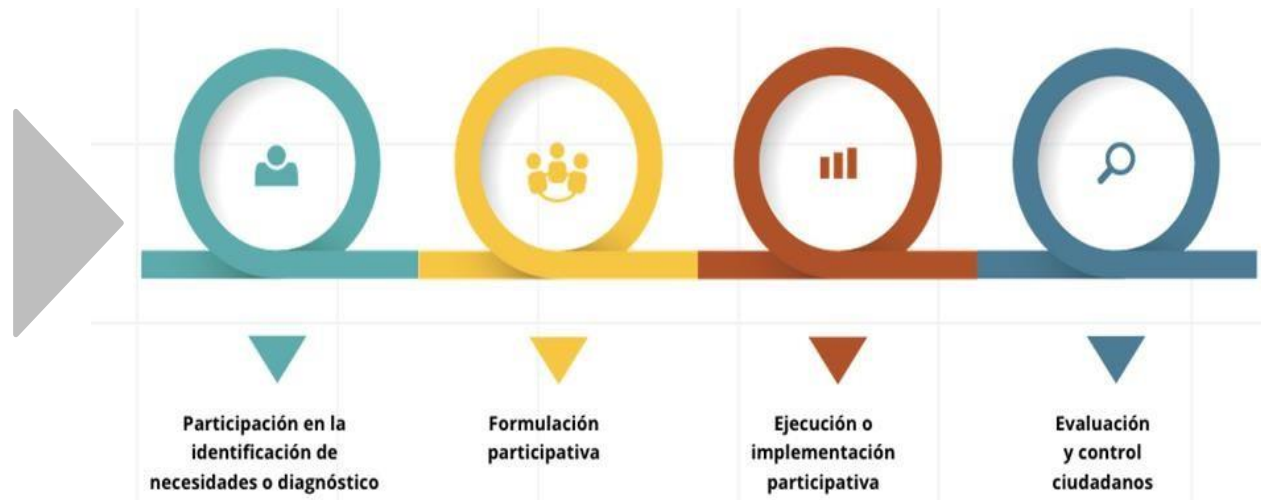 Participación en la
identificación de
necesidades o diagnóstico
Formulación
participativa
Ejecución o
implementación
participativa
Evaluación
y control
ciudadanos